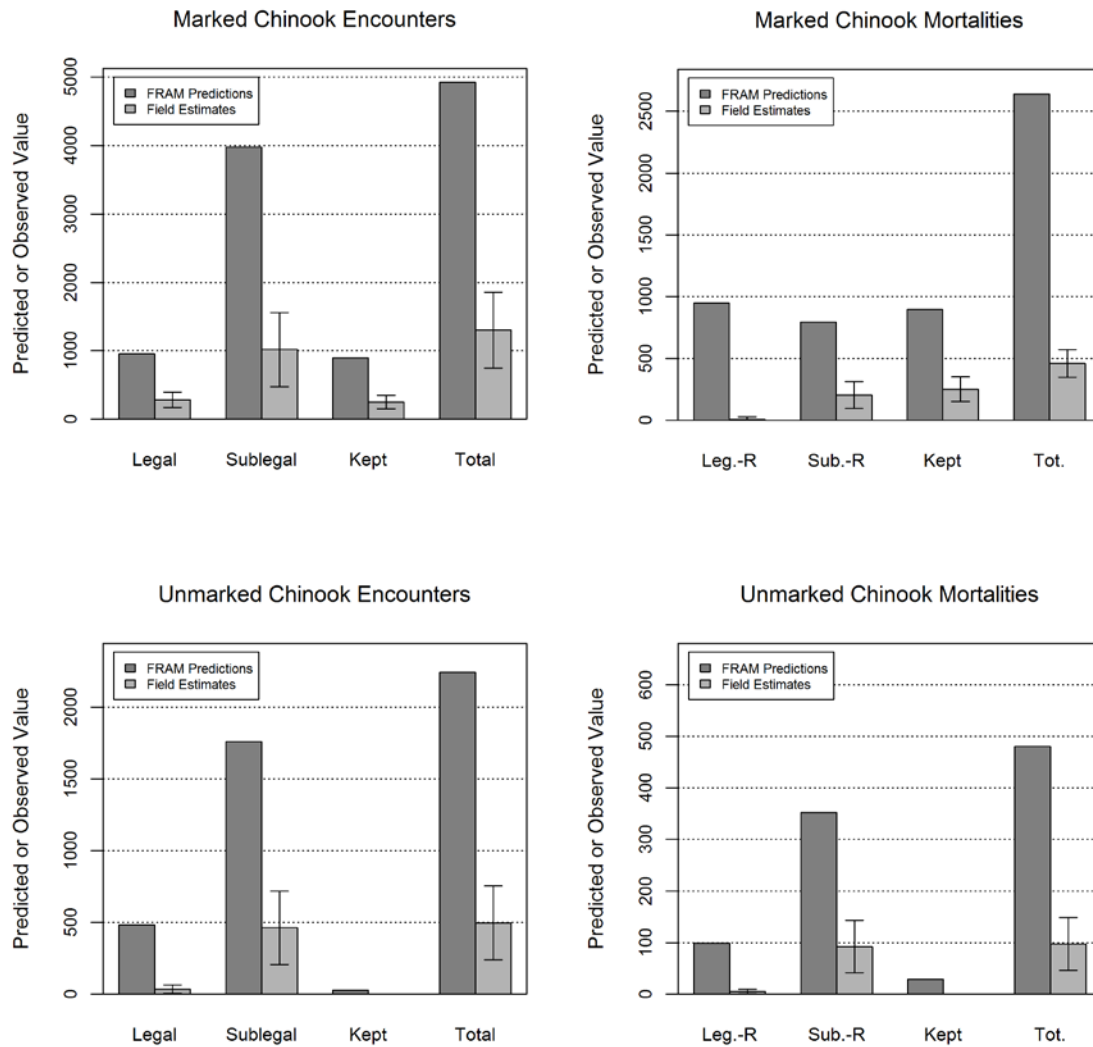 Marked Chinook Encounters
Predicted or Observed Value
5000
4000
3000
2000
1000
0
FRAM Predictions
Field Estimates
Legal Sublegal Kept Total
Marked Chinook Mortalities
Predicted or Observed Value
2500
2000
1500
1000
500
0
FRAM Predictions
Field Estimates
Leg.-R Sub.-R Kept Tot.
Unmarked Chinook Encounters
Predicted or Observed Value
2000
1500
1000
500
0
FRAM Predictions
Field Estimates
Legal Sublegal Kept Total
Unmarked Chinook Mortalities
Predicted or Observed Value
600
500
400
300
200
100
0
FRAM Predictions
Field Estimates
Leg.-R Sub.-R Kept Tot.